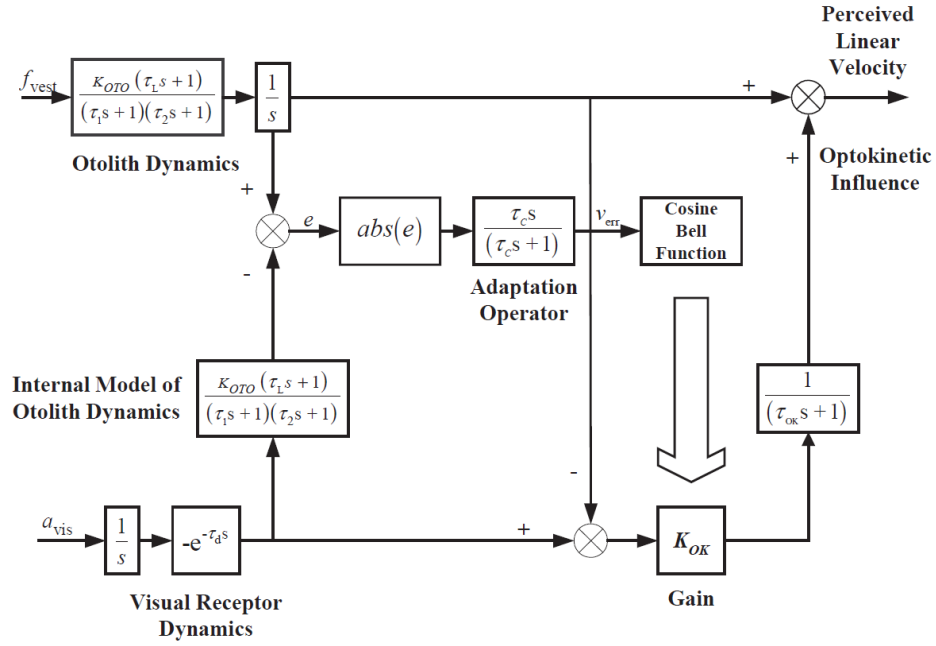 Perceived
Linear
Velocity
f_vest
K_OTO (τ_L s + 1)
(τ_1 s + 1)(τ_2 s + 1)
1
s
+
Otolith Dynamics
+
Optokinetic
Influence
+
e
abs(e)
τ_C s
(τ_C s + 1)
v_err
Cosine
Bell
Function
-
Adaptation
Operator
Internal Model of
Otolith Dynamics
K_OTO (τ_L s + 1)
(τ_1 s + 1)(τ_2 s + 1)
1
(τ_OK s + 1)
-
a_vis
1
s
-e^-τ_d s
+
K_OK
Visual Receptor
Dynamics
Gain